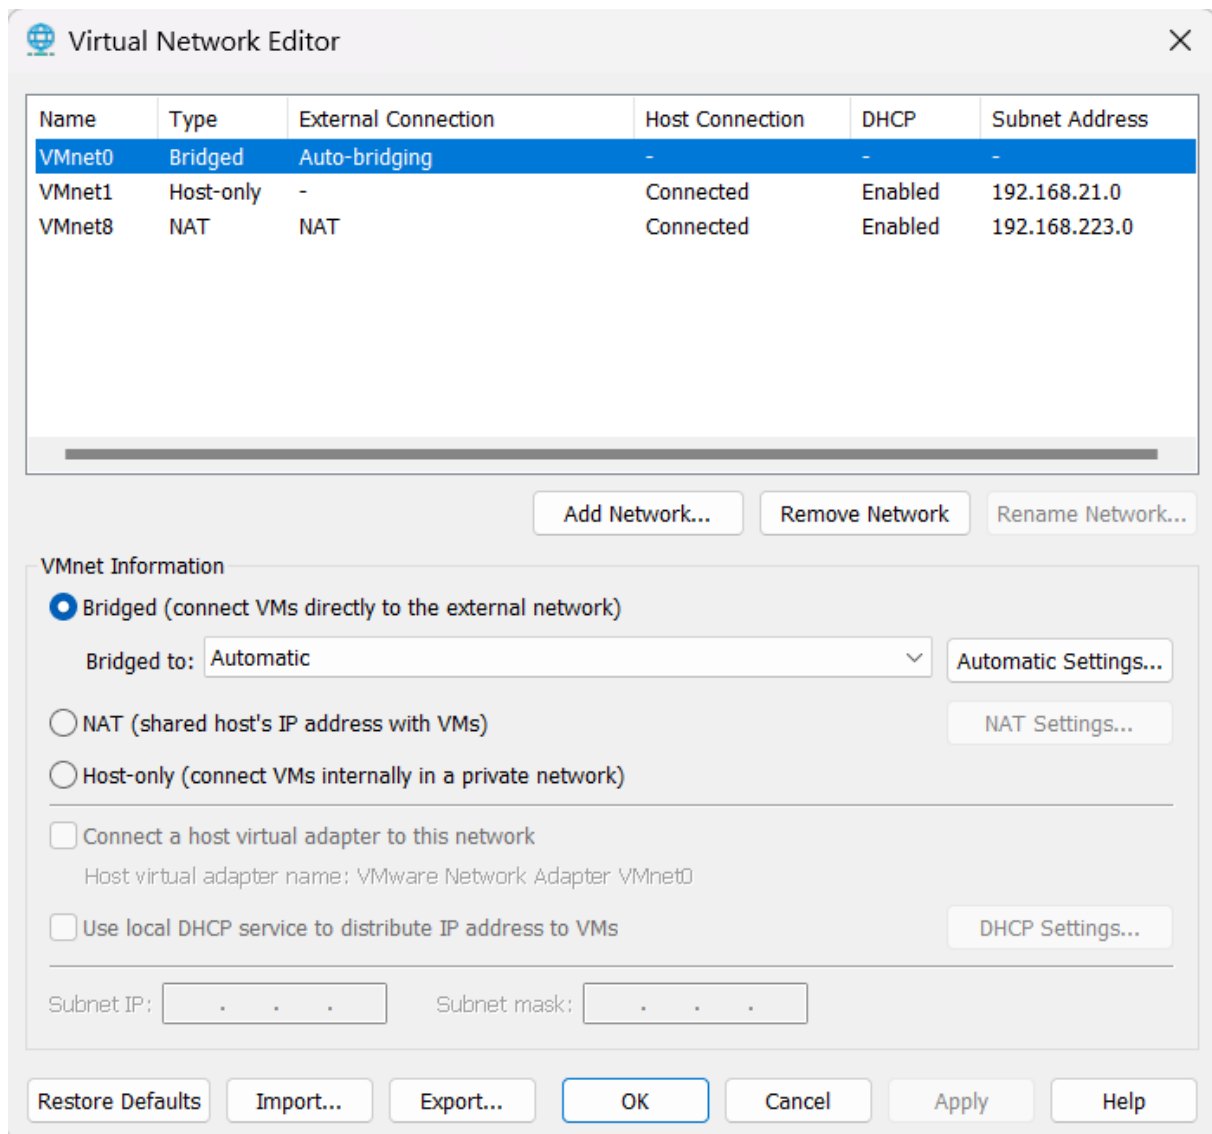 Virtual Network Editor
Name Type External Connection Host Connection DHCP Subnet Address
VMnet0 Bridged Auto-bridging - - -
VMnet1 Host-only - Connected Enabled 192.168.21.0
VMnet8 NAT NAT Connected Enabled 192.168.223.0
Add Network... Remove Network Rename Network...
VMnet Information
Bridged (connect VMs directly to the external network)
Bridged to: Automatic Automatic Settings...
NAT (shared host's IP address with VMs) NAT Settings...
Host-only (connect VMs internally in a private network)
Connect a host virtual adapter to this network
Host virtual adapter name: VMware Network Adapter VMnet0
Use local DHCP service to distribute IP address to VMs DHCP Settings...
Subnet IP: . . . Subnet mask: . . .
Restore Defaults Import... Export... OK Cancel Apply Help